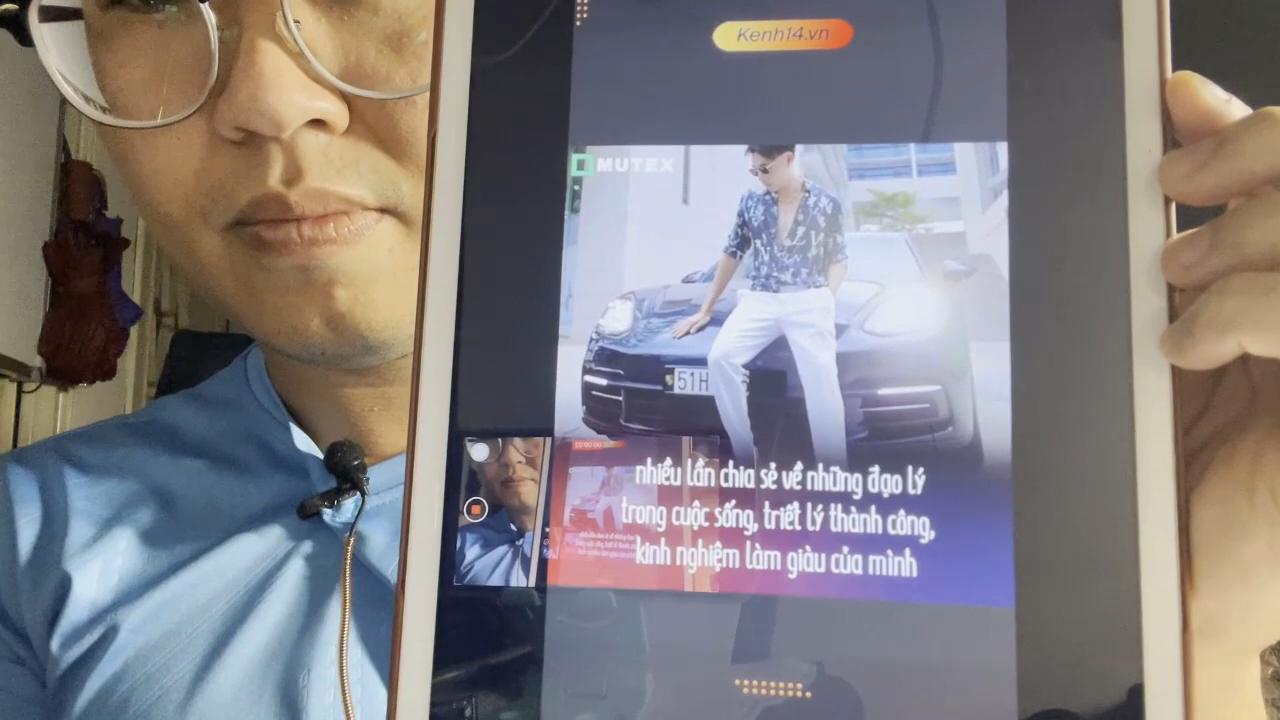 Kenh14.vn
MUTEX
51H
nhiều lần chia sẻ về những đạo lý
trong cuộc sống, triết lý thành công,
kinh nghiệm làm giàu của mình